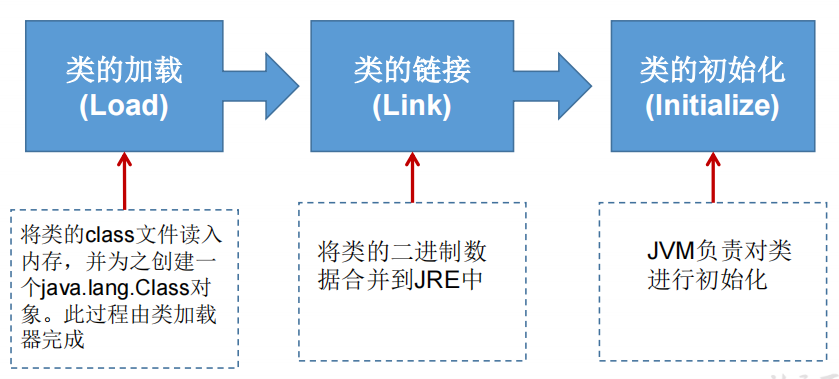 类的加载
(Load)
类的链接
(Link)
类的初始化
(Initialize)
将类的class文件读入
内存，并为之创建一
个java.lang.Class对
象。此过程由类加载
器完成
将类的二进制数
据合并到JRE中
JVM负责对类
进行初始化